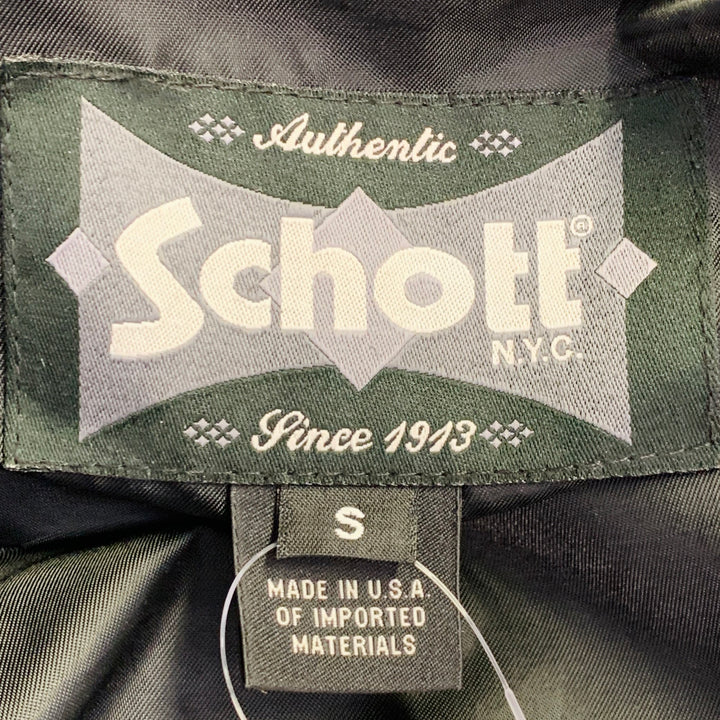 Authentic
Schott®
N.Y.C.
Since 1913
S
MADE IN U.S.A.
OF IMPORTED
MATERIALS